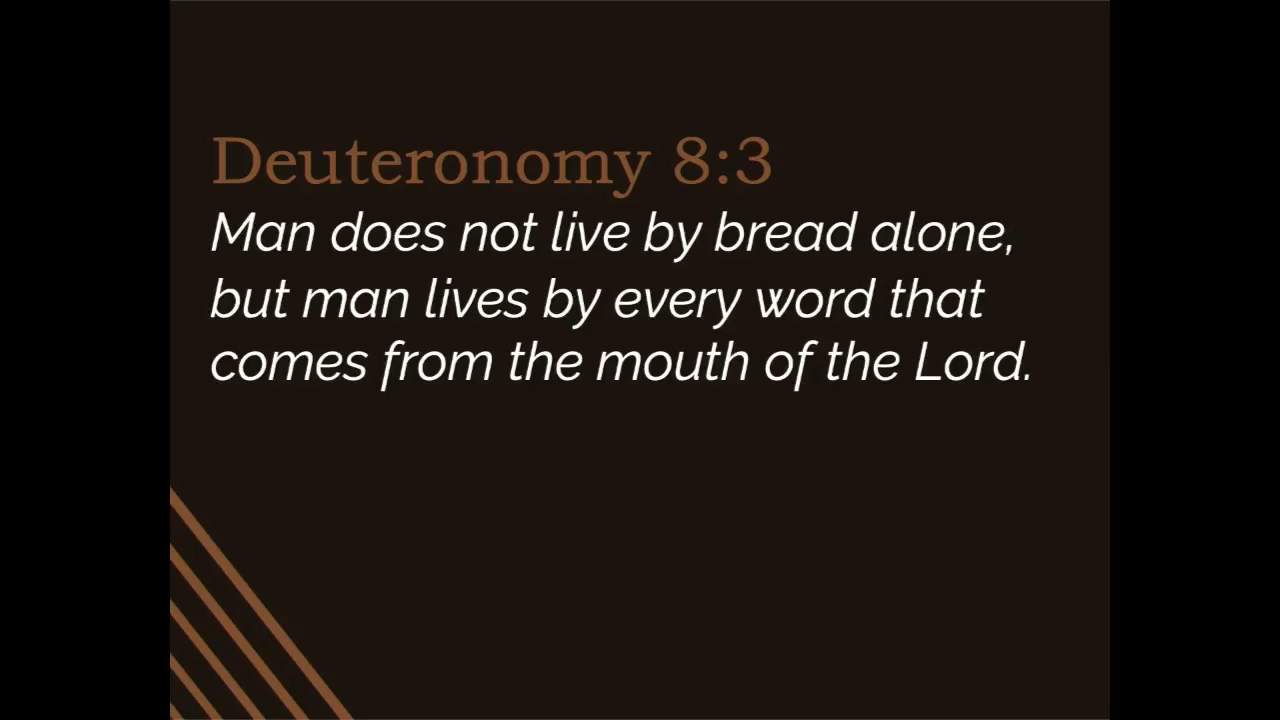 Deuteronomy 8:3
Man does not live by bread alone,
but man lives by every word that
comes from the mouth of the Lord.